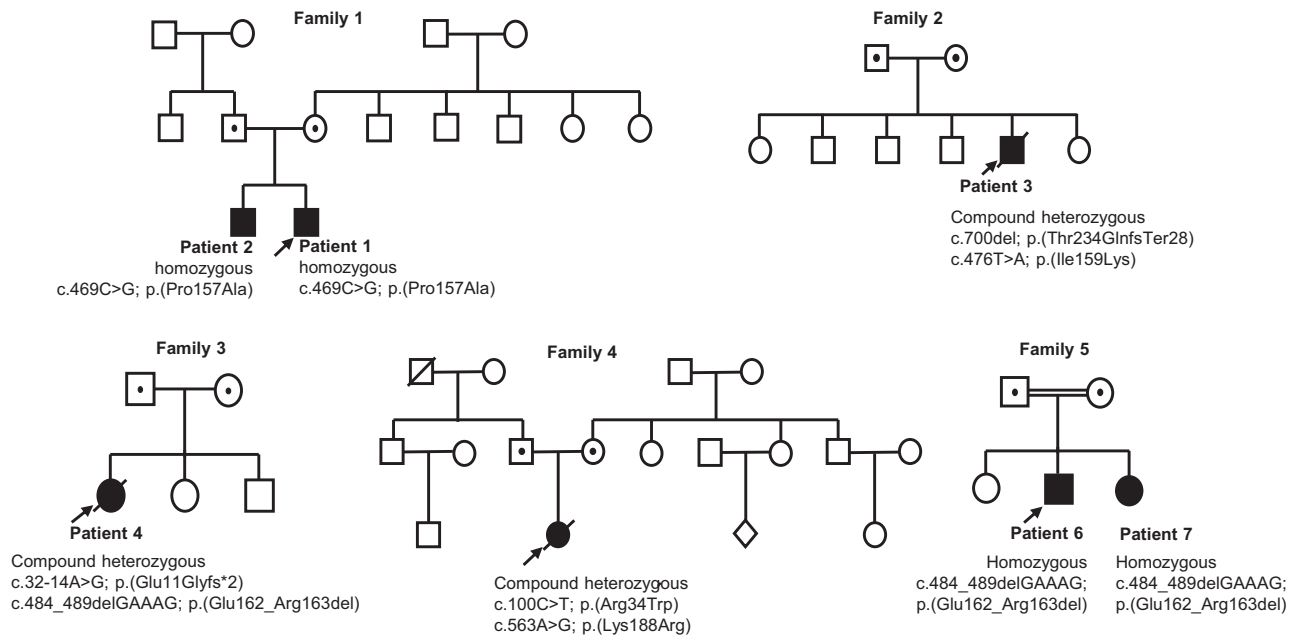 Family 1
Family 2
Patient 2
homozygous
c.469C>G; p.(Pro157Ala)
Patient 1
homozygous
c.469C>G; p.(Pro157Ala)
Patient 3
Compound heterozygous
c.700del; p.(Thr234GlnfsTer28)
c.476T>A; p.(Ile159Lys)
Family 3
Family 4
Family 5
Patient 4
Compound heterozygous
c.32-14A>G; p.(Glu11Glyfs*2)
c.484_489delGAAAG; p.(Glu162_Arg163del)
Compound heterozygous
c.100C>T; p.(Arg34Trp)
c.563A>G; p.(Lys188Arg)
Patient 6
Homozygous
c.484_489delGAAAG;
p.(Glu162_Arg163del)
Patient 7
Homozygous
c.484_489delGAAAG;
p.(Glu162_Arg163del)